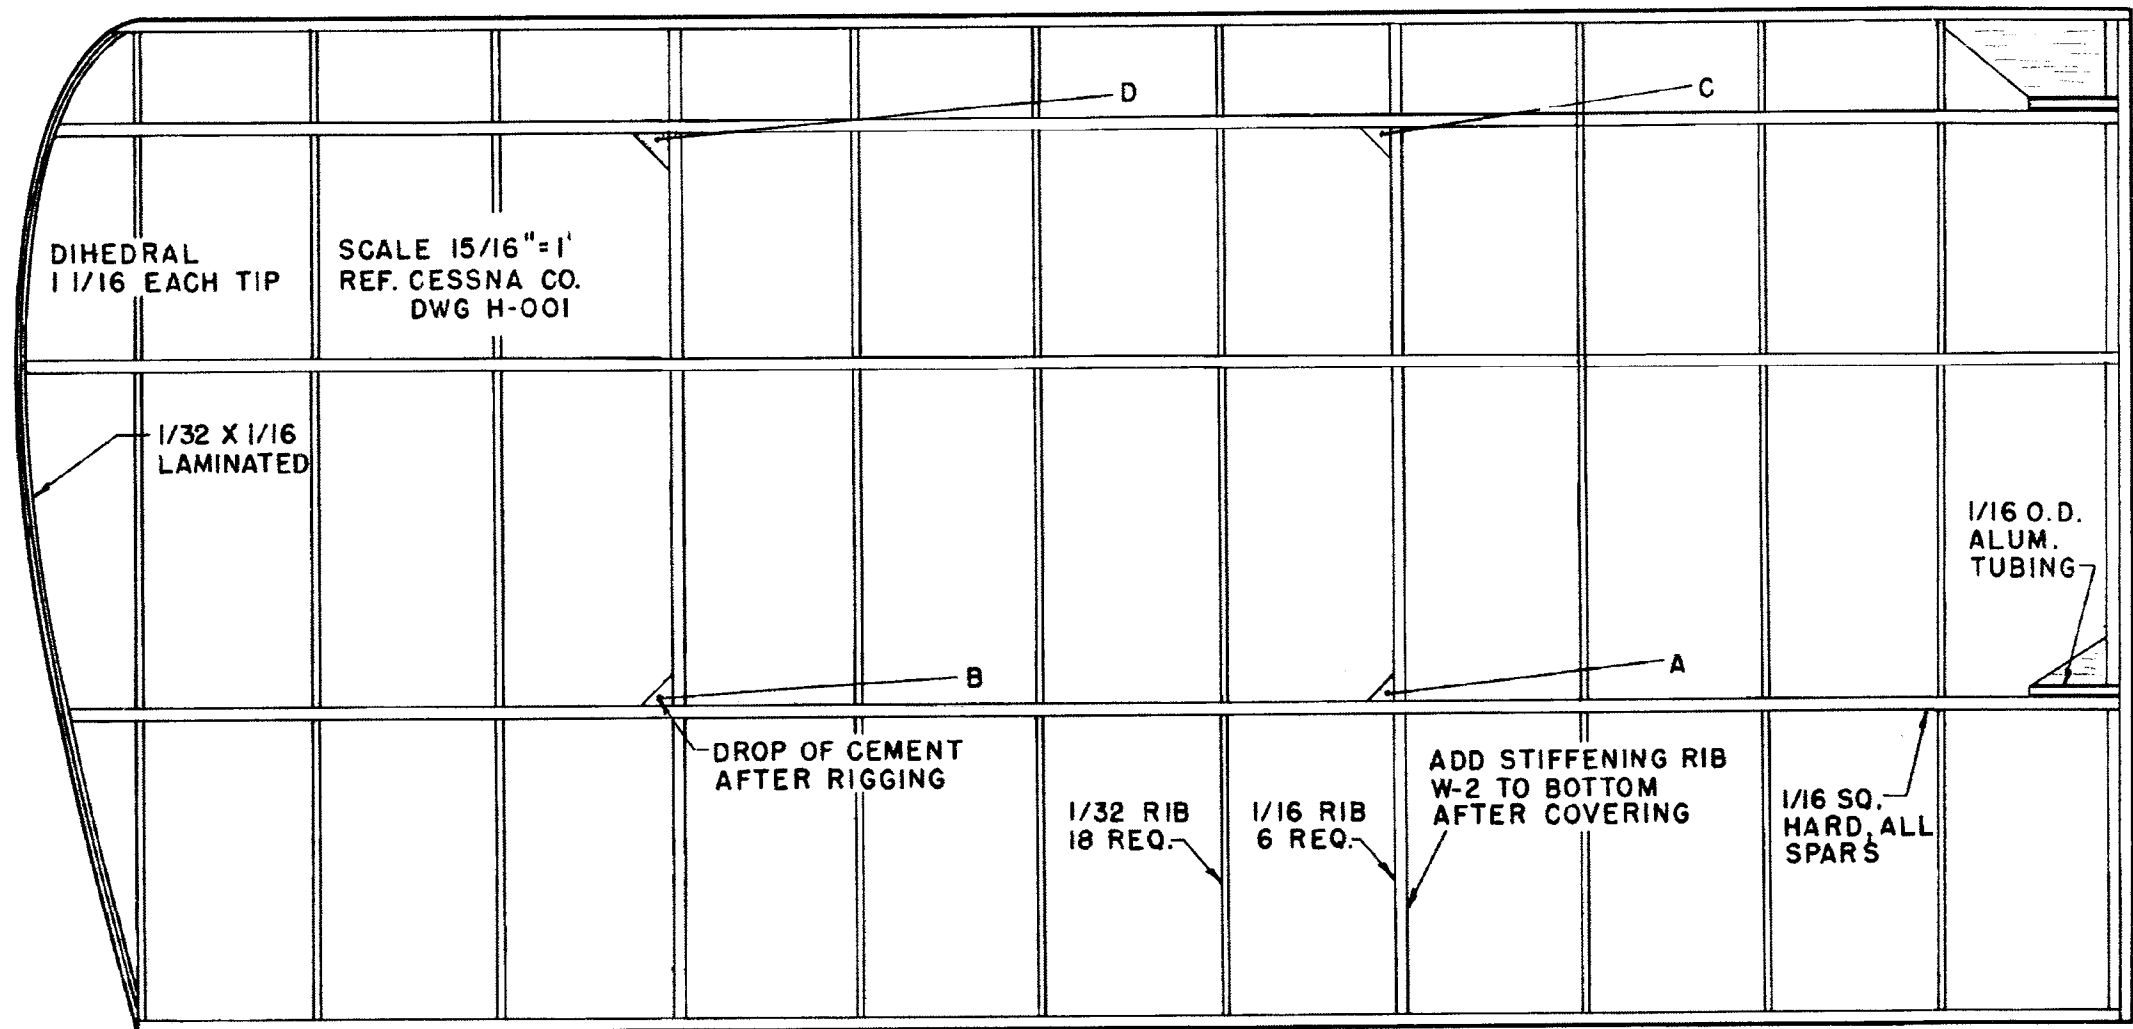 D
C
DIHEDRAL
1 1/16 EACH TIP
SCALE 15/16"=1'
REF. CESSNA CO.
DWG H-001
1/32 X 1/16
LAMINATED
1/16 O.D.
ALUM.
TUBING
B
A
DROP OF CEMENT
AFTER RIGGING
1/32 RIB
18 REQ.
1/16 RIB
6 REQ.
ADD STIFFENING RIB
W-2 TO BOTTOM
AFTER COVERING
1/16 SQ.
HARD, ALL
SPARS